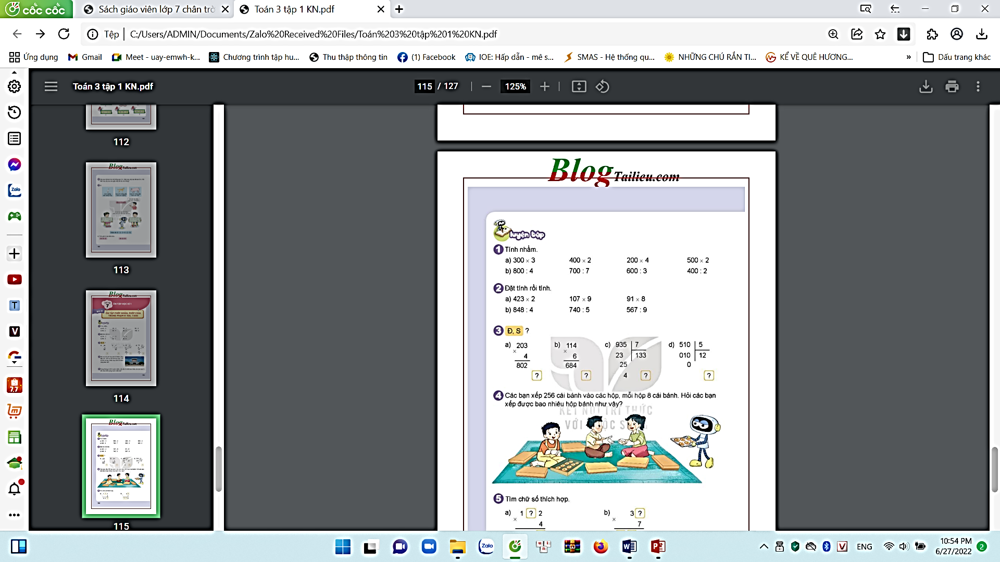 cốc cốc
Sách giáo viên lớp 7 chân trờ
Toán 3 tập 1 KN.pdf
Tệp
C:/Users/ADMIN/Documents/Zalo%20Received%20Files/Toán%203%20tập%201%20KN.pdf
Ứng dụng
Gmail
Meet - uay-emwh-k...
Chương trình tập hu...
Thu thập thông tin
(1) Facebook
IOE: Hấp dẫn - mê s...
SMAS - Hệ thống qu...
NHỮNG CHÚ RẮN TI...
KỂ VỀ QUÊ HƯƠNG...
»
Dấu trang khác
Toán 3 tập 1 KN.pdf
115 / 127
125%
112
113
114
115
BlogTailieu.com
Luyện tập
1 Tính nhẩm.
a) 300 × 3 400 × 2 200 × 4 500 × 2
b) 800 : 4 700 : 7 600 : 3 400 : 2
2 Đặt tính rồi tính.
a) 423 × 2 107 × 9 91 × 8
b) 848 : 4 740 : 5 567 : 9
3 Đ, S ?
a) 203 b) 114 c) 935 7 d) 510 5
× 4 × 6 23 133 010 12
802 684 25 0
? ? 4 ? ?
4 Các bạn xếp 256 cái bánh vào các hộp, mỗi hộp 8 cái bánh. Hỏi các bạn
xếp được bao nhiêu hộp bánh như vậy?
KẾT NỐI TRI THỨC
5 Tìm chữ số thích hợp.
a) 1 ? 2 b) 3 ?
× 4 × 7
Zalo
ENG
10:54 PM
6/27/2022
2